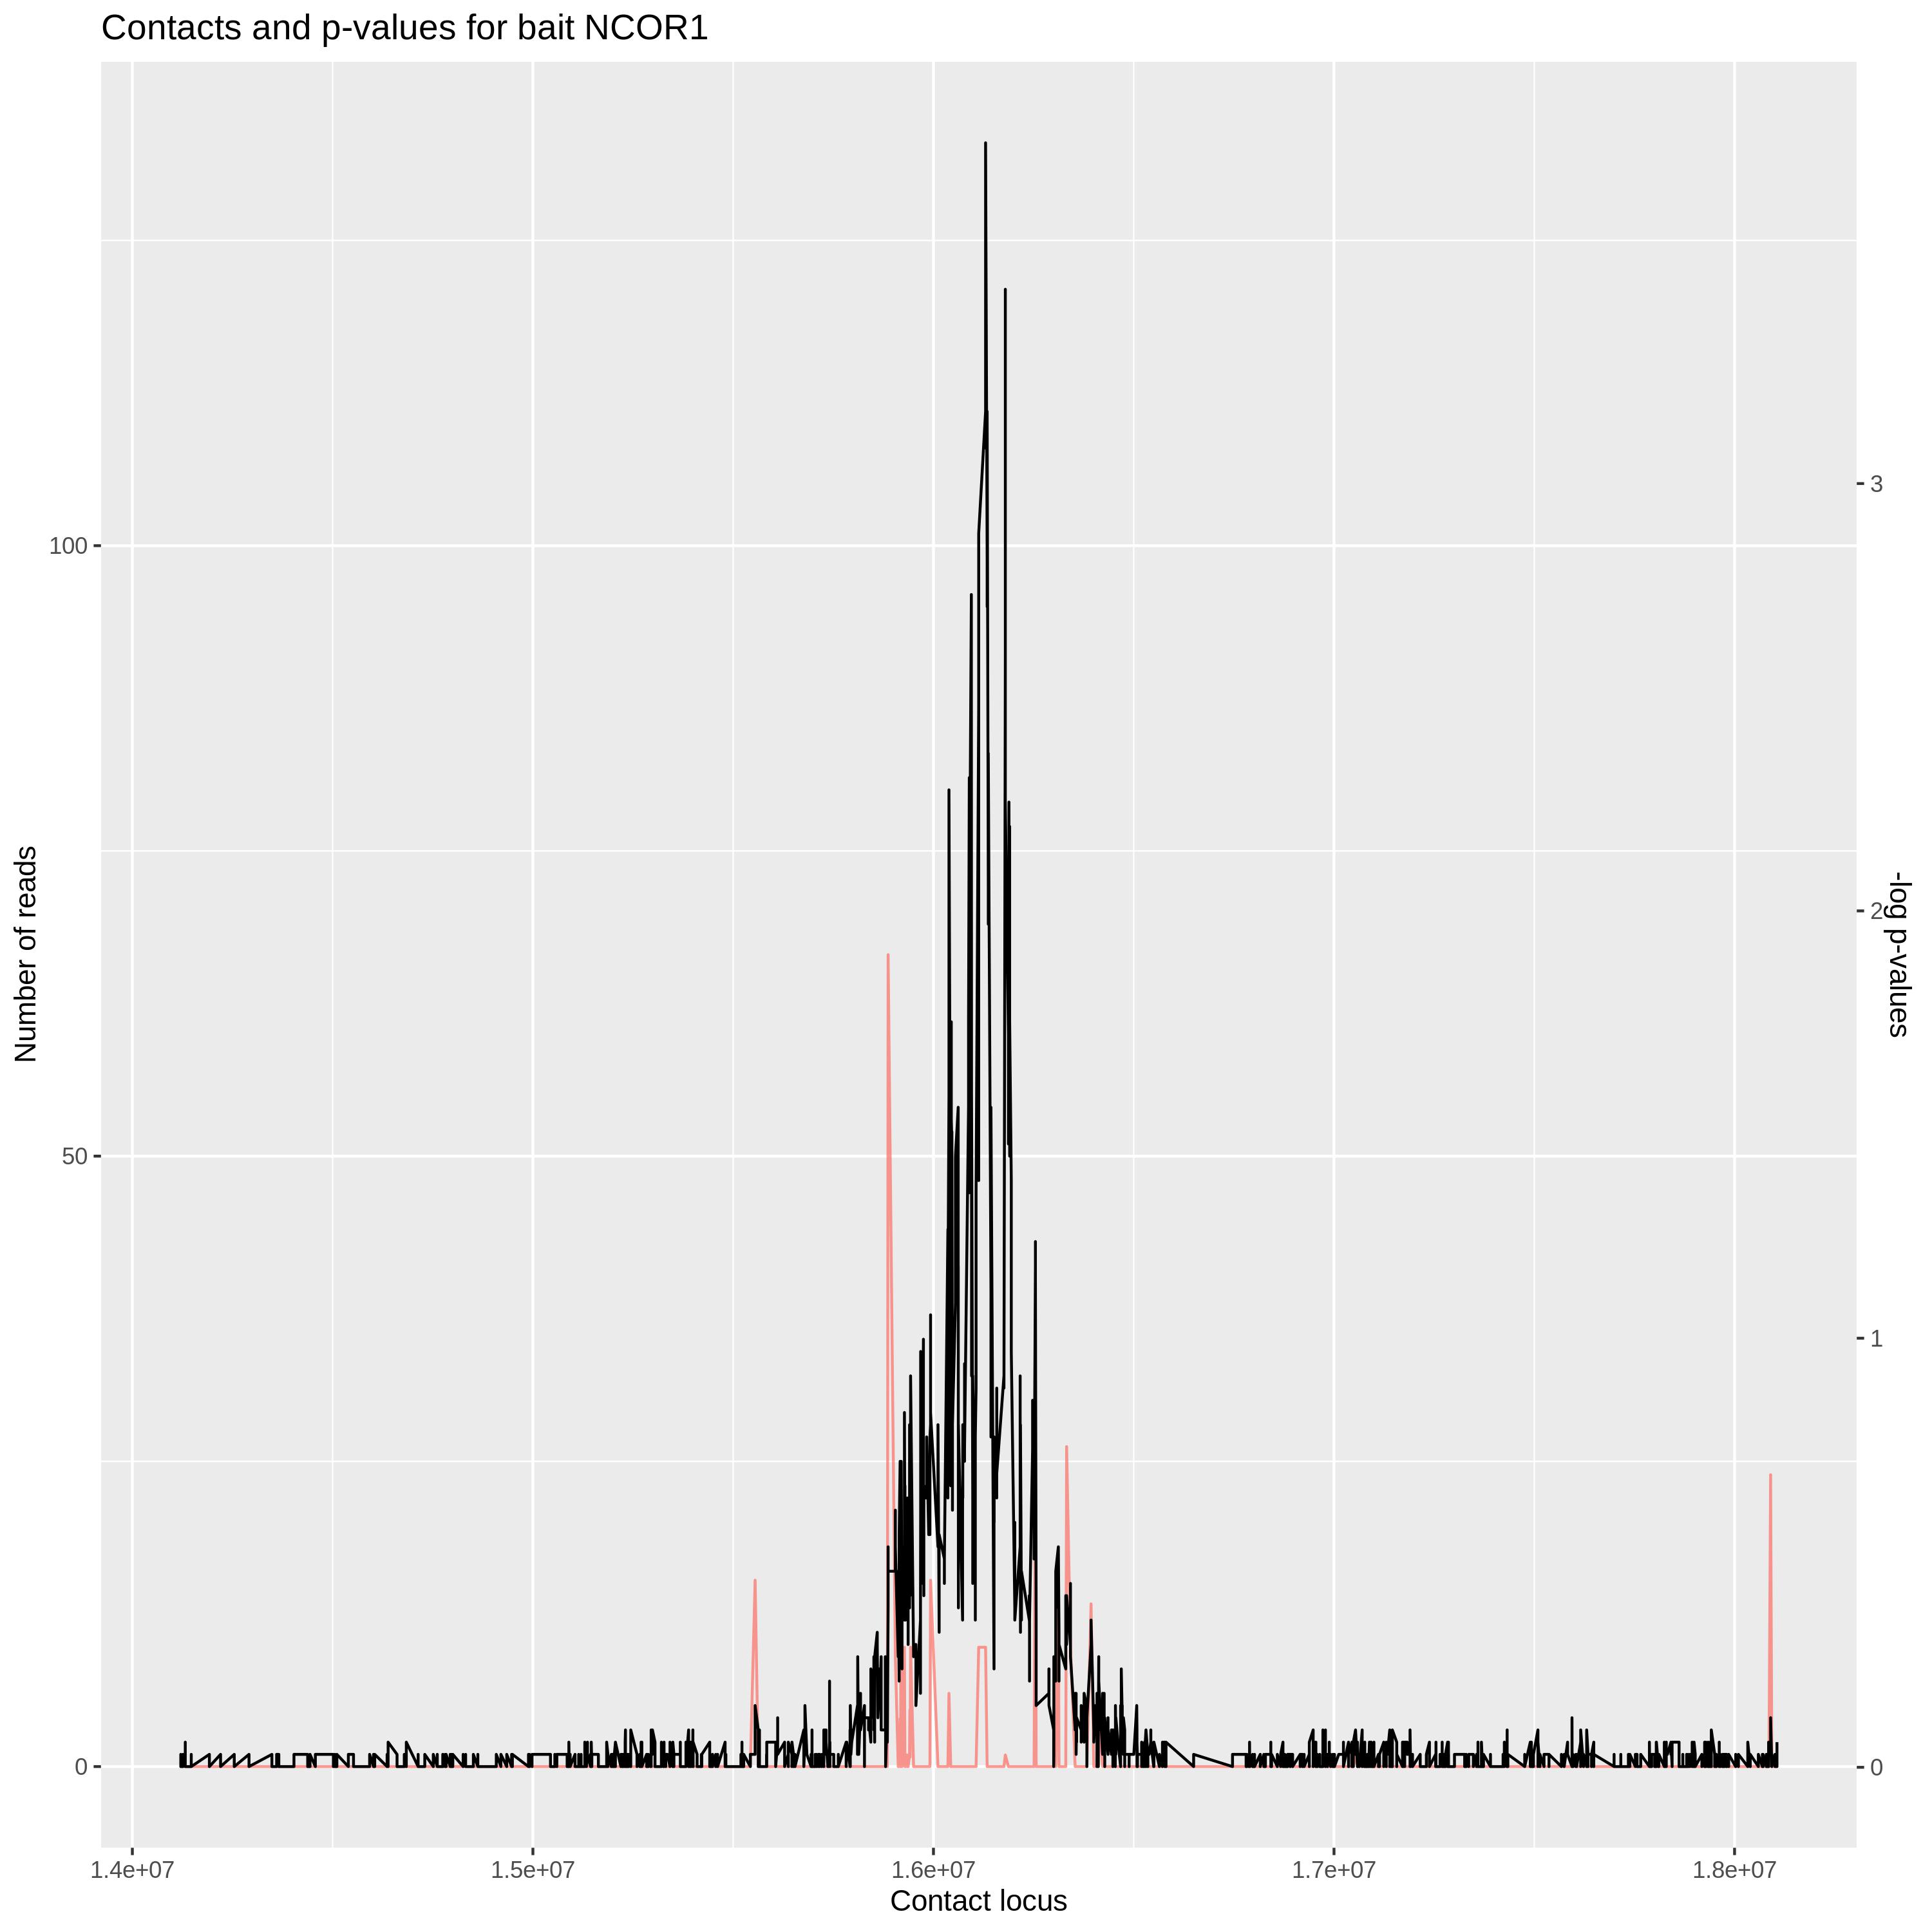 Contacts and p-values for bait NCOR1
Number of reads
100
50
0
3
2
1
0
-log p-values
1.4e+07
1.5e+07
1.6e+07
1.7e+07
1.8e+07
Contact locus